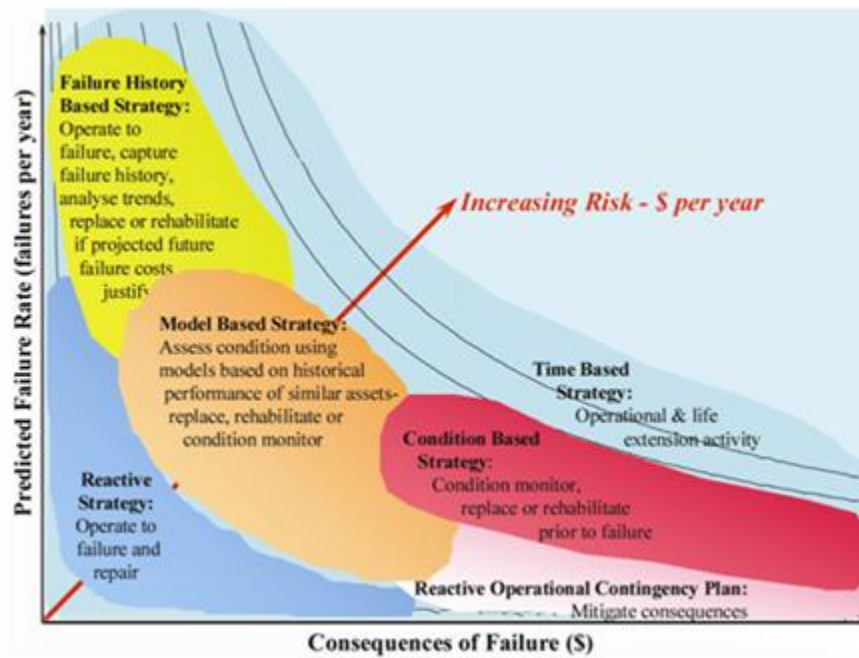 Predicted Failure Rate (failures per year)
Failure History
Based Strategy:
Operate to
failure, capture
failure history,
analyse trends,
replace or rehabilitate
if projected future
failure costs
justify
Increasing Risk - $ per year
Model Based Strategy:
Assess condition using
models based on historical
performance of similar assets-
replace, rehabilitate or
condition monitor
Time Based
Strategy:
Operational & life
extension activity
Condition Based
Strategy:
Condition monitor,
replace or rehabilitate
prior to failure
Reactive
Strategy:
Operate to
failure and
repair
Reactive Operational Contingency Plan:
Mitigate consequences
Consequences of Failure ($)